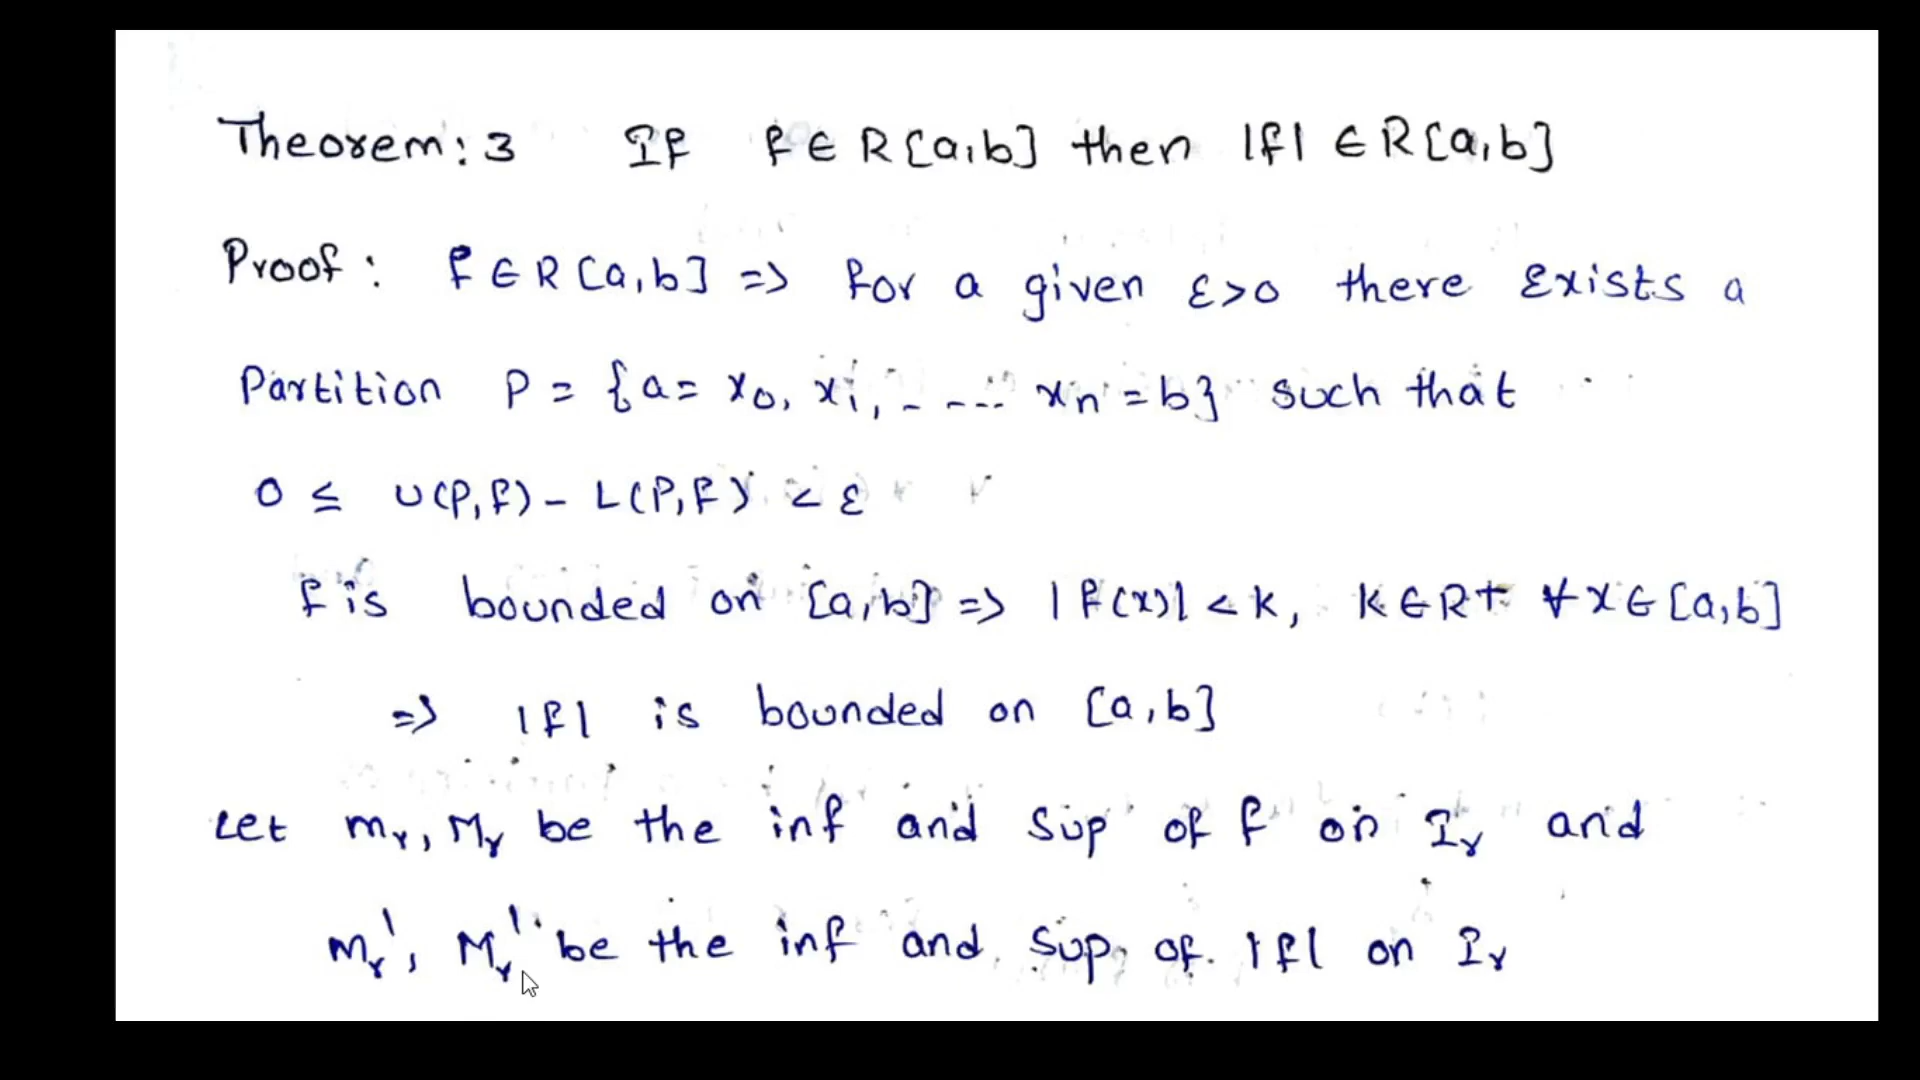 Theorem: 3 If f ∈ R[a,b] then |f| ∈ R[a,b]
Proof: f ∈ R[a,b] => for a given ε>0 there Exists a
Partition P = {a= x0, x1, - --- xn = b} such that
0 ≤ U(P,f) - L(P,f) < ε
f is bounded on [a,b] => |f(x)| < K, K ∈ R+ ∀ x ∈ [a,b]
=> |f| is bounded on [a,b]
Let mr, Mr be the inf and Sup of f on Ir and
mr', Mr' be the inf and Sup of |f| on Ir